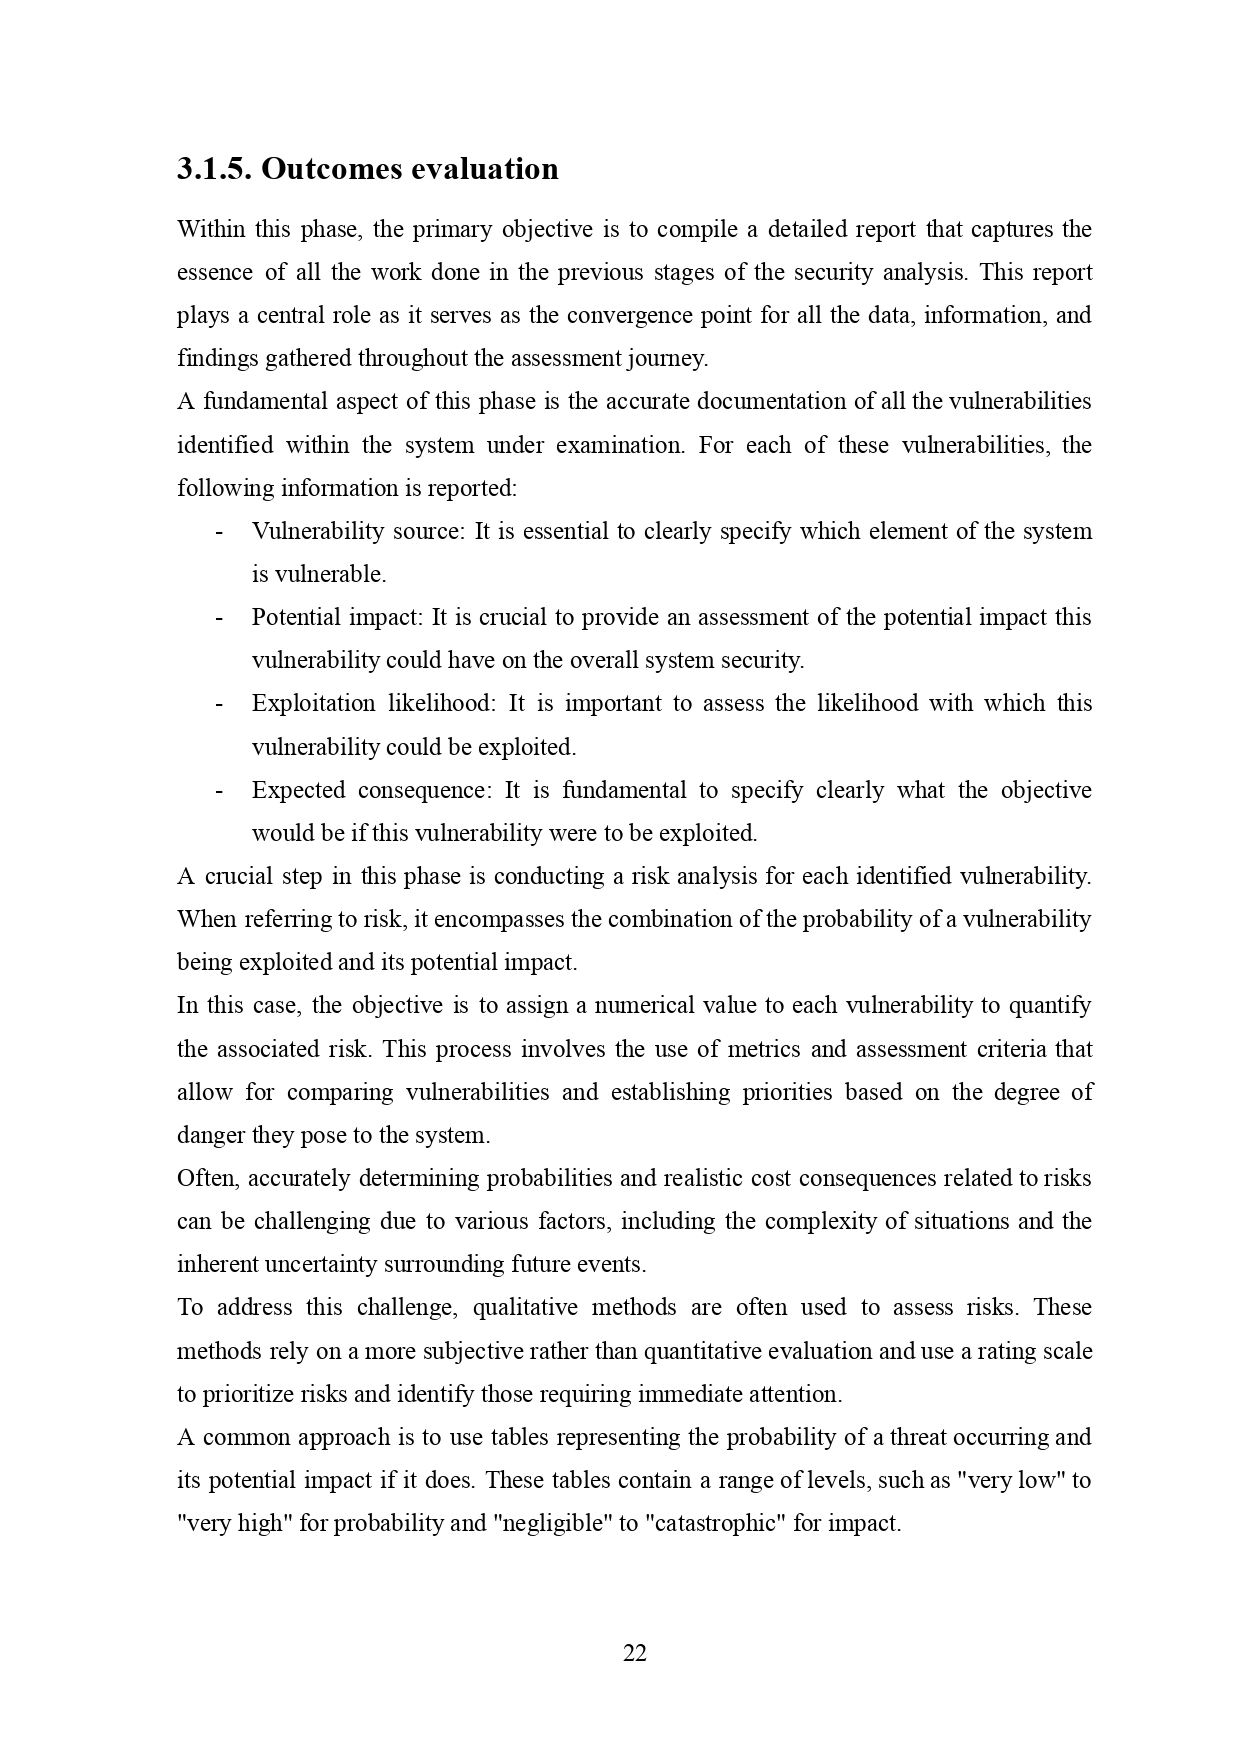 3.1.5. Outcomes evaluation
Within this phase, the primary objective is to compile a detailed report that captures the
essence of all the work done in the previous stages of the security analysis. This report
plays a central role as it serves as the convergence point for all the data, information, and
findings gathered throughout the assessment journey.
A fundamental aspect of this phase is the accurate documentation of all the vulnerabilities
identified within the system under examination. For each of these vulnerabilities, the
following information is reported:
- Vulnerability source: It is essential to clearly specify which element of the system
is vulnerable.
- Potential impact: It is crucial to provide an assessment of the potential impact this
vulnerability could have on the overall system security.
- Exploitation likelihood: It is important to assess the likelihood with which this
vulnerability could be exploited.
- Expected consequence: It is fundamental to specify clearly what the objective
would be if this vulnerability were to be exploited.
A crucial step in this phase is conducting a risk analysis for each identified vulnerability.
When referring to risk, it encompasses the combination of the probability of a vulnerability
being exploited and its potential impact.
In this case, the objective is to assign a numerical value to each vulnerability to quantify
the associated risk. This process involves the use of metrics and assessment criteria that
allow for comparing vulnerabilities and establishing priorities based on the degree of
danger they pose to the system.
Often, accurately determining probabilities and realistic cost consequences related to risks
can be challenging due to various factors, including the complexity of situations and the
inherent uncertainty surrounding future events.
To address this challenge, qualitative methods are often used to assess risks. These
methods rely on a more subjective rather than quantitative evaluation and use a rating scale
to prioritize risks and identify those requiring immediate attention.
A common approach is to use tables representing the probability of a threat occurring and
its potential impact if it does. These tables contain a range of levels, such as "very low" to
"very high" for probability and "negligible" to "catastrophic" for impact.
22